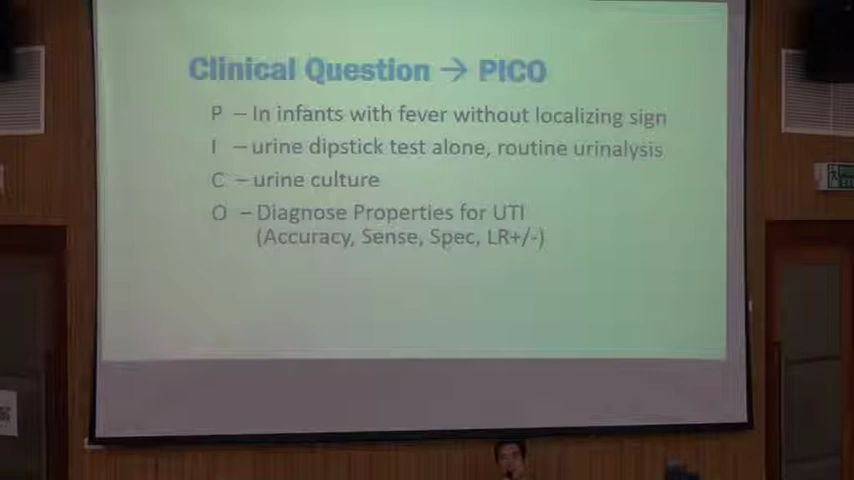 Clinical Question → PICO
P – In infants with fever without localizing sign
I – urine dipstick test alone, routine urinalysis
C – urine culture
O – Diagnose Properties for UTI
(Accuracy, Sense, Spec, LR+/-)